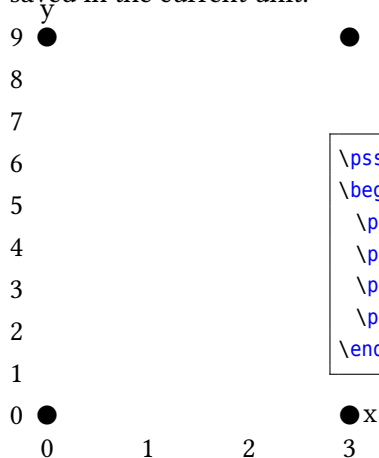 saved in the current unit.
y
9
8
7
6
5
4
3
2
1
0
x
0 1 2 3
\pss
\beg
\p
\p
\p
\p
\end